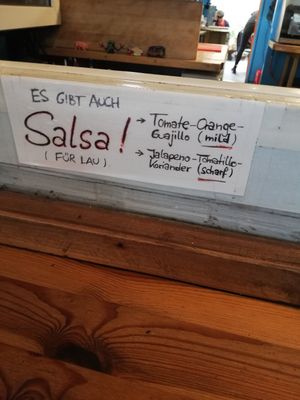 ES GIBT AUCH
Salsa!
(FÜR LAU)
→ Tomate-Orange-
Guajillo (mild)
→ Jalapeno-Tomatillo-
Koriander (scharf)